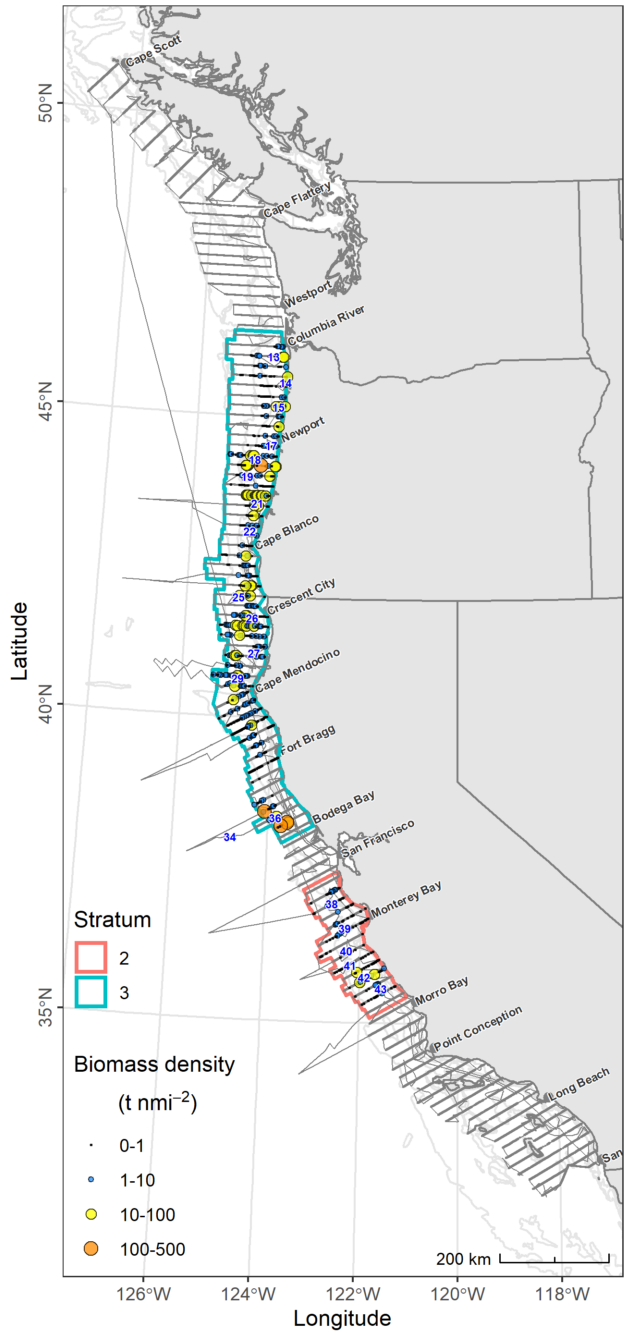 Cape Scott
50°N
Cape Flattery
Westport
Columbia River
13
14
45°N
15
Newport
17
18
19
21
22
Cape Blanco
25
Crescent City
26
27
Cape Mendocino
29
40°N
Fort Bragg
36
Bodega Bay
34
San Francisco
38
Monterey Bay
39
40
41
42
43
Morro Bay
35°N
Point Conception
Long Beach
San
Latitude
Stratum
2
3
Biomass density
(t nmi⁻²)
0-1
1-10
10-100
100-500
200 km
126°W
124°W
122°W
120°W
118°W
Longitude